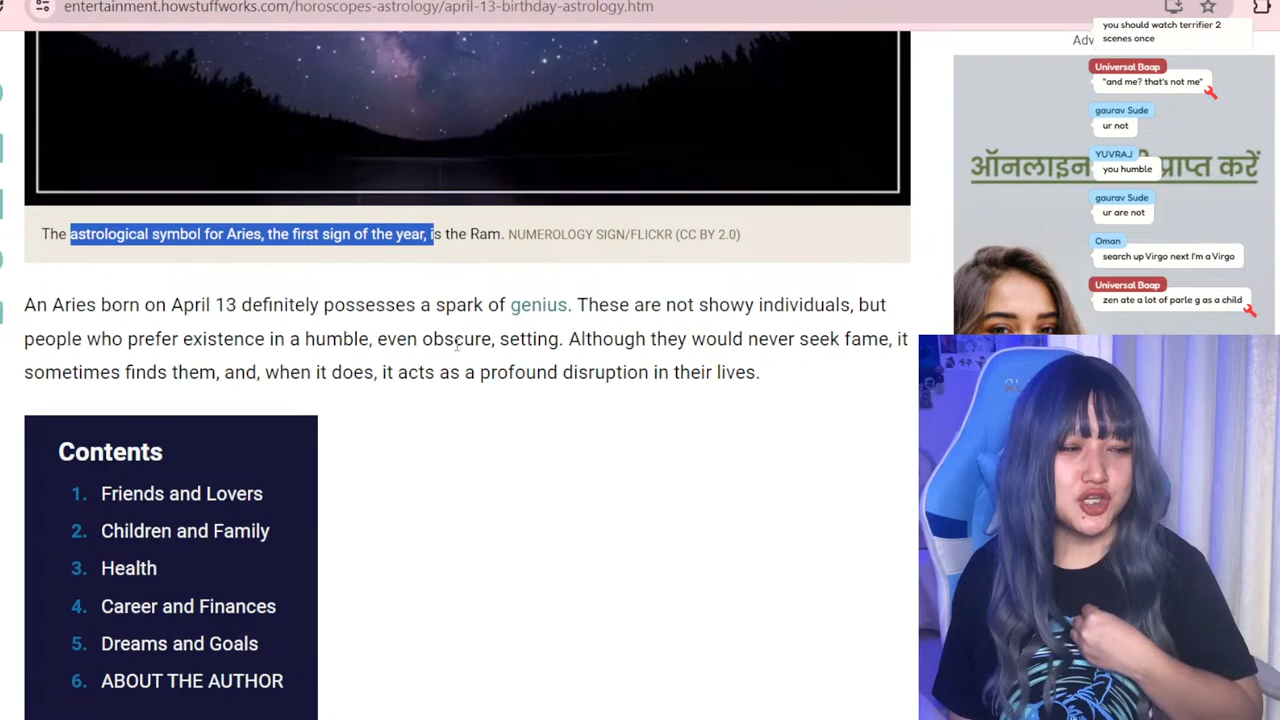 entertainment.howstuffworks.com/horoscopes-astrology/april-13-birthday-astrology.htm
The astrological symbol for Aries, the first sign of the year, is the Ram. NUMEROLOGY SIGN/FLICKR (CC BY 2.0)
An Aries born on April 13 definitely possesses a spark of genius. These are not showy individuals, but
people who prefer existence in a humble, even obscure, setting. Although they would never seek fame, it
sometimes finds them, and, when it does, it acts as a profound disruption in their lives.
Contents
1. Friends and Lovers
2. Children and Family
3. Health
4. Career and Finances
5. Dreams and Goals
6. ABOUT THE AUTHOR
you should watch terrifier 2
scenes once
Universal Baap
"and me? that's not me"
gaurav Sude
ur not
YUVRAJ
you humble
gaurav Sude
ur are not
Oman
search up Virgo next I'm a Virgo
Universal Baap
zen ate a lot of parle g as a child
ऑनलाइन प्राप्त करें